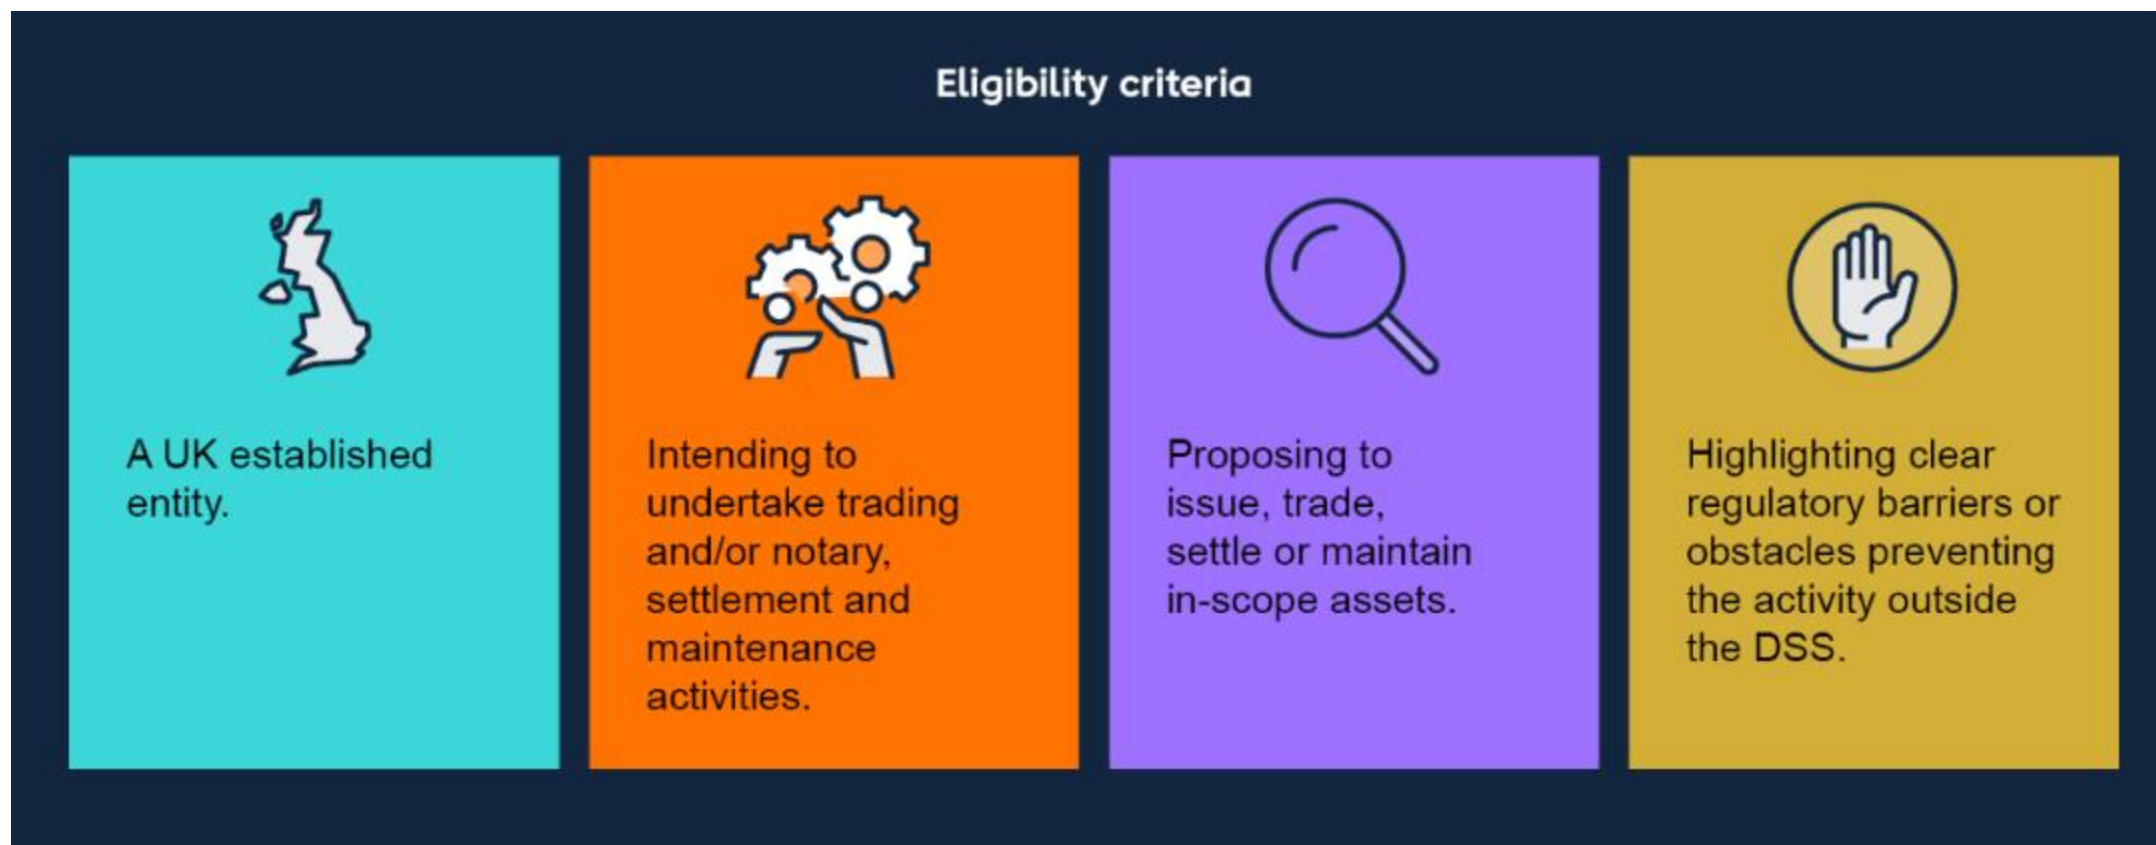 Eligibility criteria
A UK established
entity.
Intending to
undertake trading
and/or notary,
settlement and
maintenance
activities.
Proposing to
issue, trade,
settle or maintain
in-scope assets.
Highlighting clear
regulatory barriers or
obstacles preventing
the activity outside
the DSS.